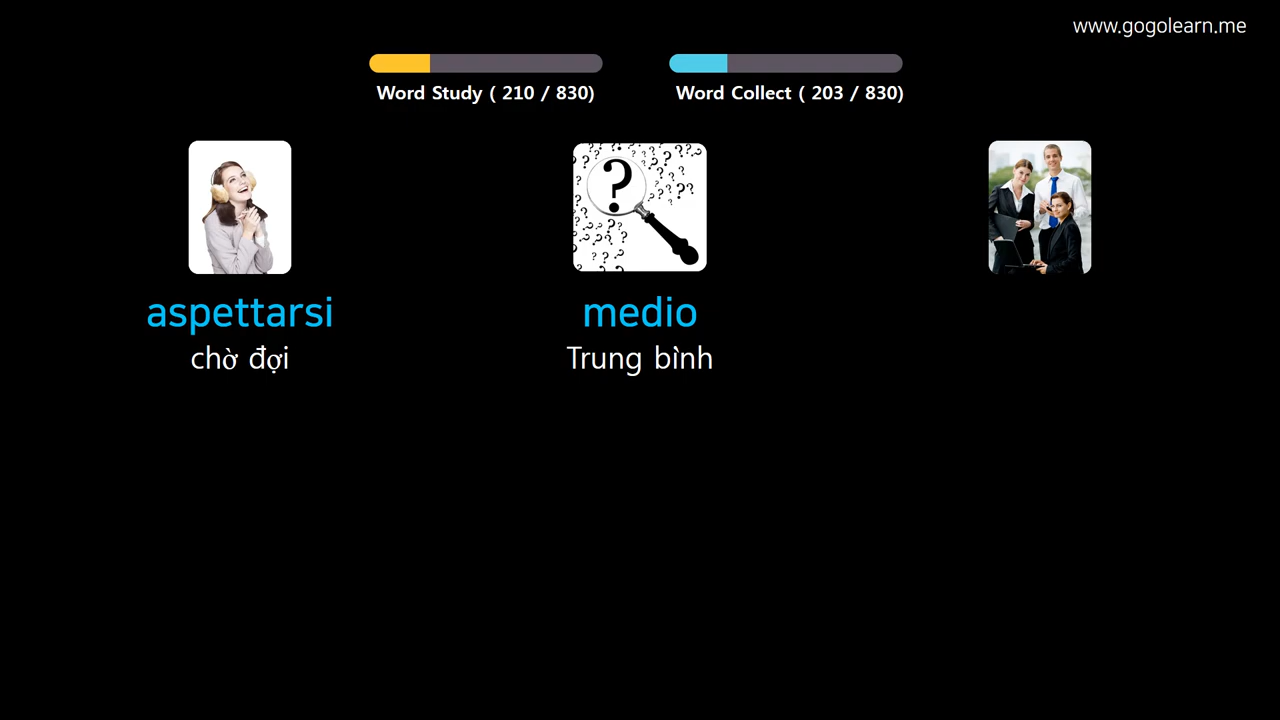 www.gogolearn.me
Word Study ( 210 / 830)
Word Collect ( 203 / 830)
aspettarsi
chờ đợi
medio
Trung bình